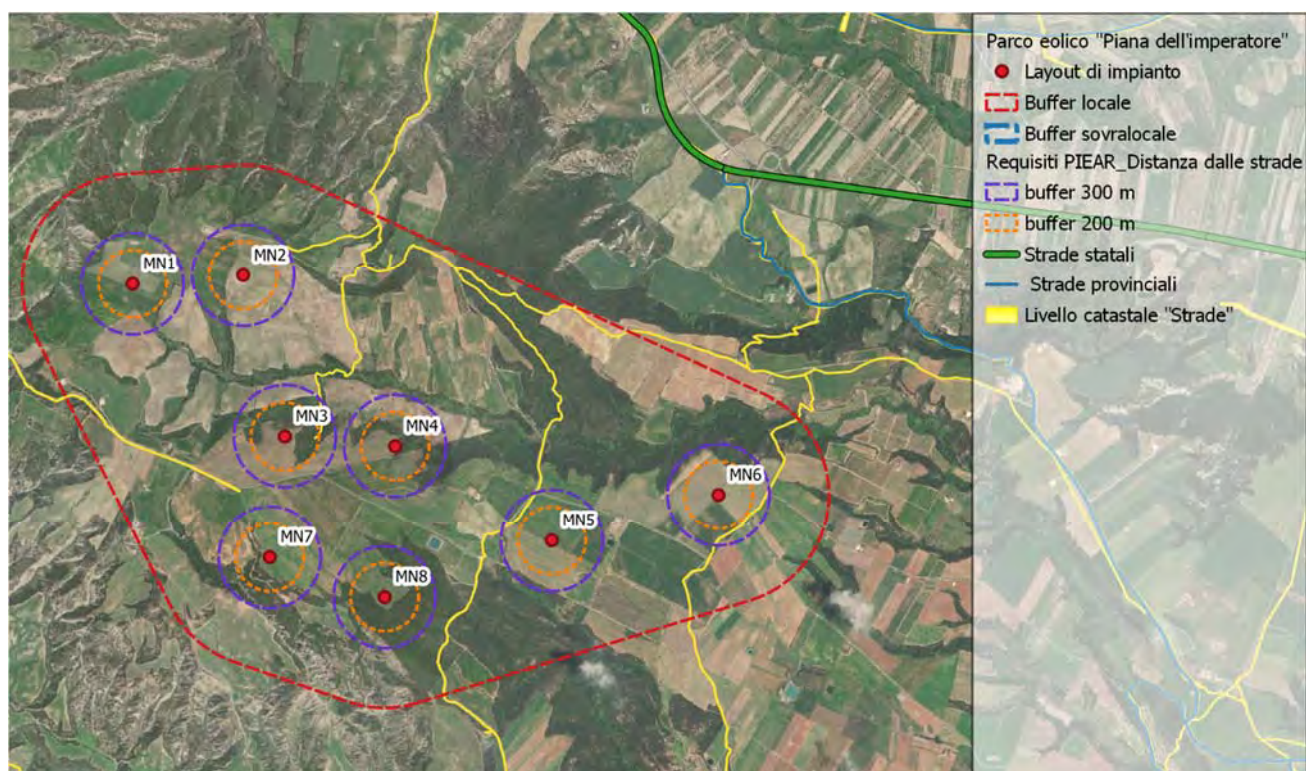 Parco eolico "Piana dell'imperatore"
Layout di impianto
Buffer locale
Buffer sovralocale
Requisiti PIEAR_Distanza dalle strade
buffer 300 m
buffer 200 m
Strade statali
Strade provinciali
Livello catastale "Strade"
MN1
MN2
MN3
MN4
MN6
MN5
MN7
MN8